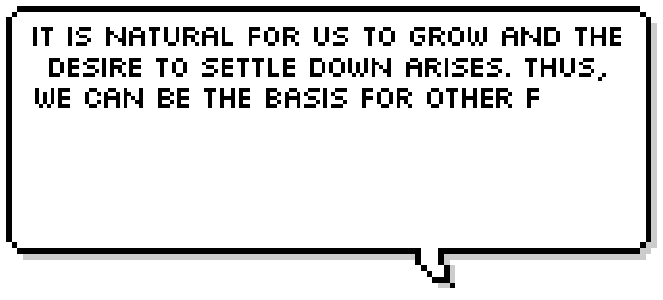 IT IS NATURAL FOR US TO GROW AND THE
DESIRE TO SETTLE DOWN ARISES. THUS,
WE CAN BE THE BASIS FOR OTHER F